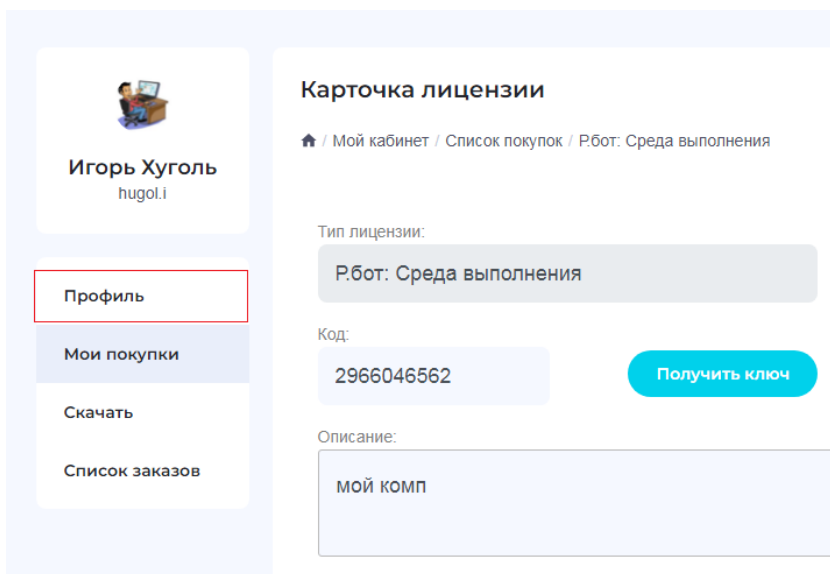 Игорь Хуголь
hugol.i
Профиль
Мои покупки
Скачать
Список заказов
Карточка лицензии
/ Мой кабинет / Список покупок / Р.бот: Среда выполнения
Тип лицензии:
Р.бот: Среда выполнения
Код:
2966046562
Получить ключ
Описание:
мой комп